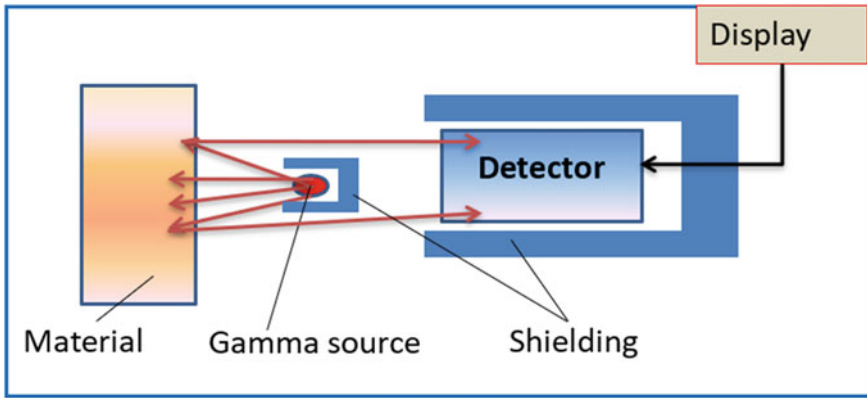 Display
Detector
Material
Gamma source
Shielding